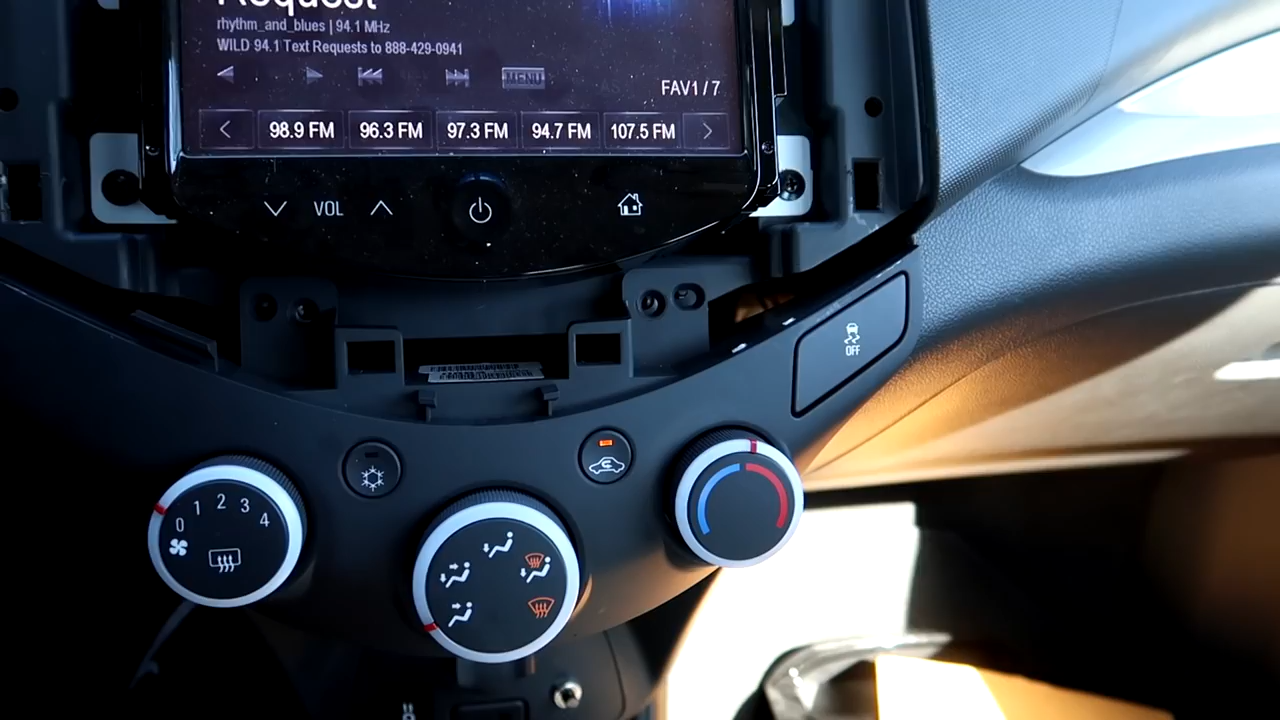 Request
rhythm_and_blues | 94.1 MHz
WILD 94.1 Text Requests to 888-429-0941
MENU
FAV1 / 7
98.9 FM 96.3 FM 97.3 FM 94.7 FM 107.5 FM
VOL
OFF
0 1 2 3 4